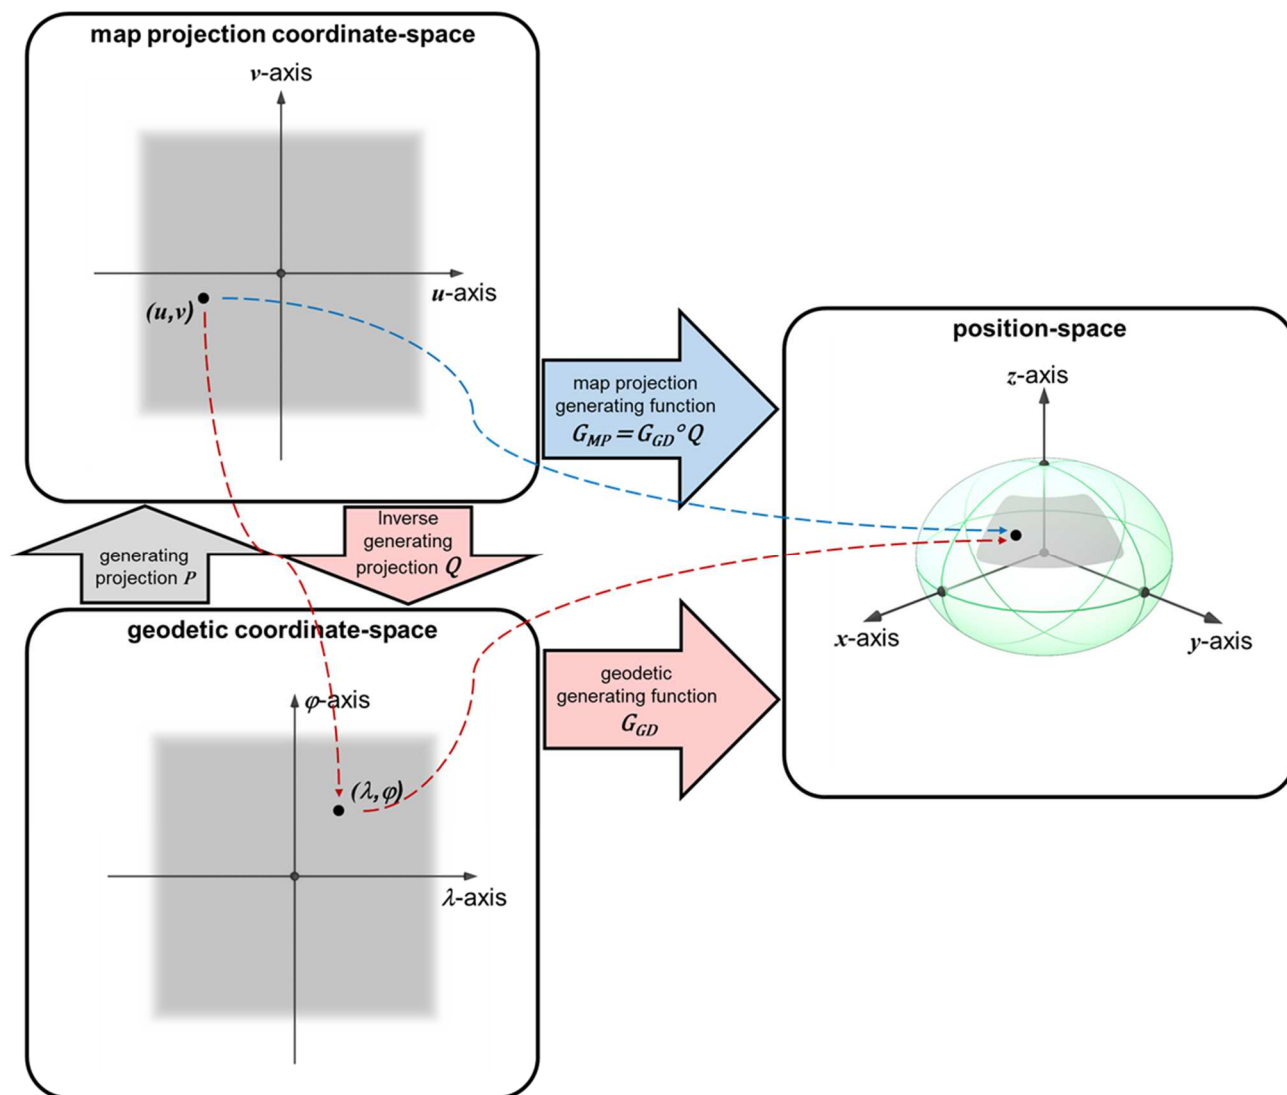 map projection coordinate-space
v-axis
u-axis
(u,v)
map projection
generating function
G_MP = G_GD ° Q
position-space
z-axis
x-axis
y-axis
generating
projection P
Inverse
generating
projection Q
geodetic coordinate-space
φ-axis
(λ,φ)
λ-axis
geodetic
generating function
G_GD